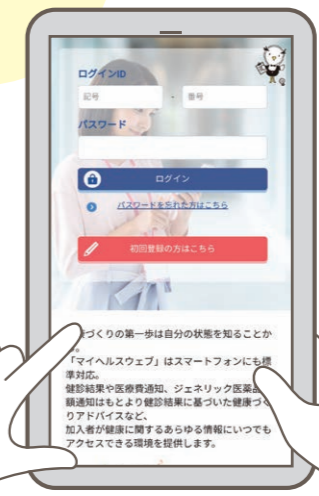 ログインID
記号 - 番号
パスワード
ログイン
パスワードを忘れた方はこちら
初回登録の方はこちら
づくりの第一歩は自分の状態を知ることか
。
「マイヘルスウェブ」はスマートフォンにも標
準対応。
健診結果や医療費通知、ジェネリック医薬
額通知はもとより健診結果に基づいた健康づく
りアドバイスなど、
加入者が健康に関するあらゆる情報にいつでも
アクセスできる環境を提供します。